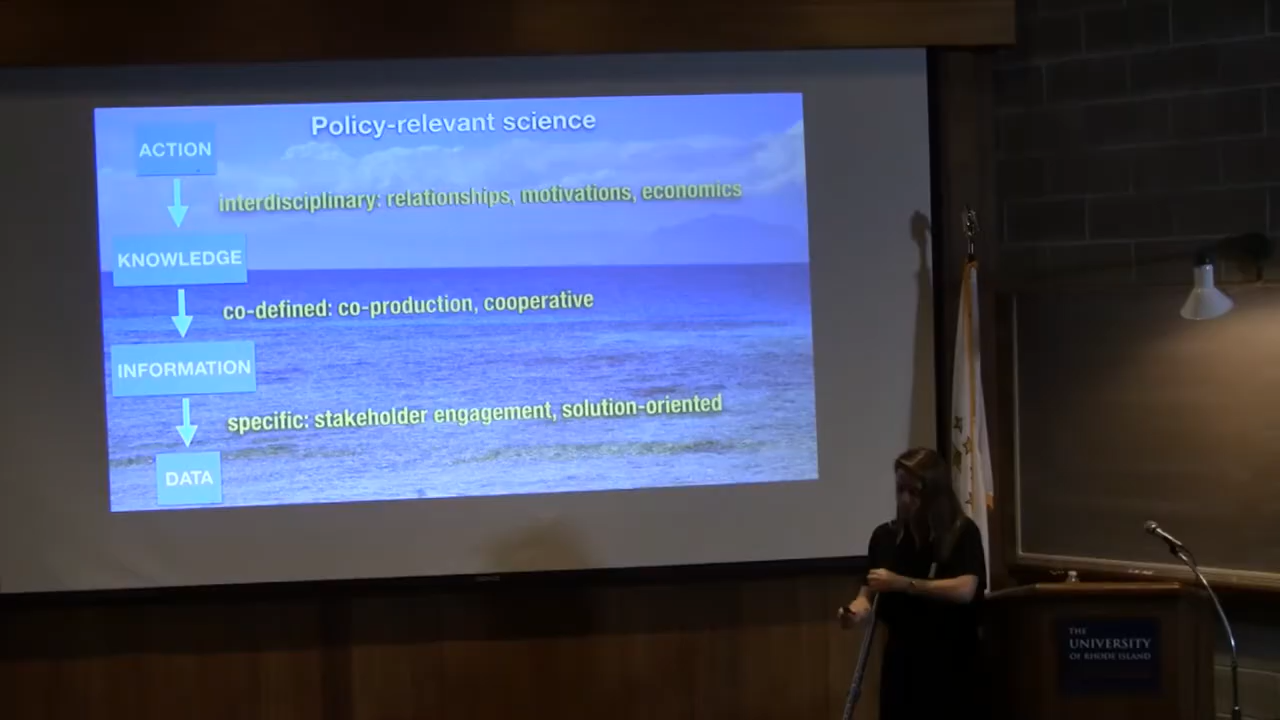 Policy-relevant science
ACTION
interdisciplinary: relationships, motivations, economics
KNOWLEDGE
co-defined: co-production, cooperative
INFORMATION
specific: stakeholder engagement, solution-oriented
DATA
THE
UNIVERSITY
OF RHODE ISLAND